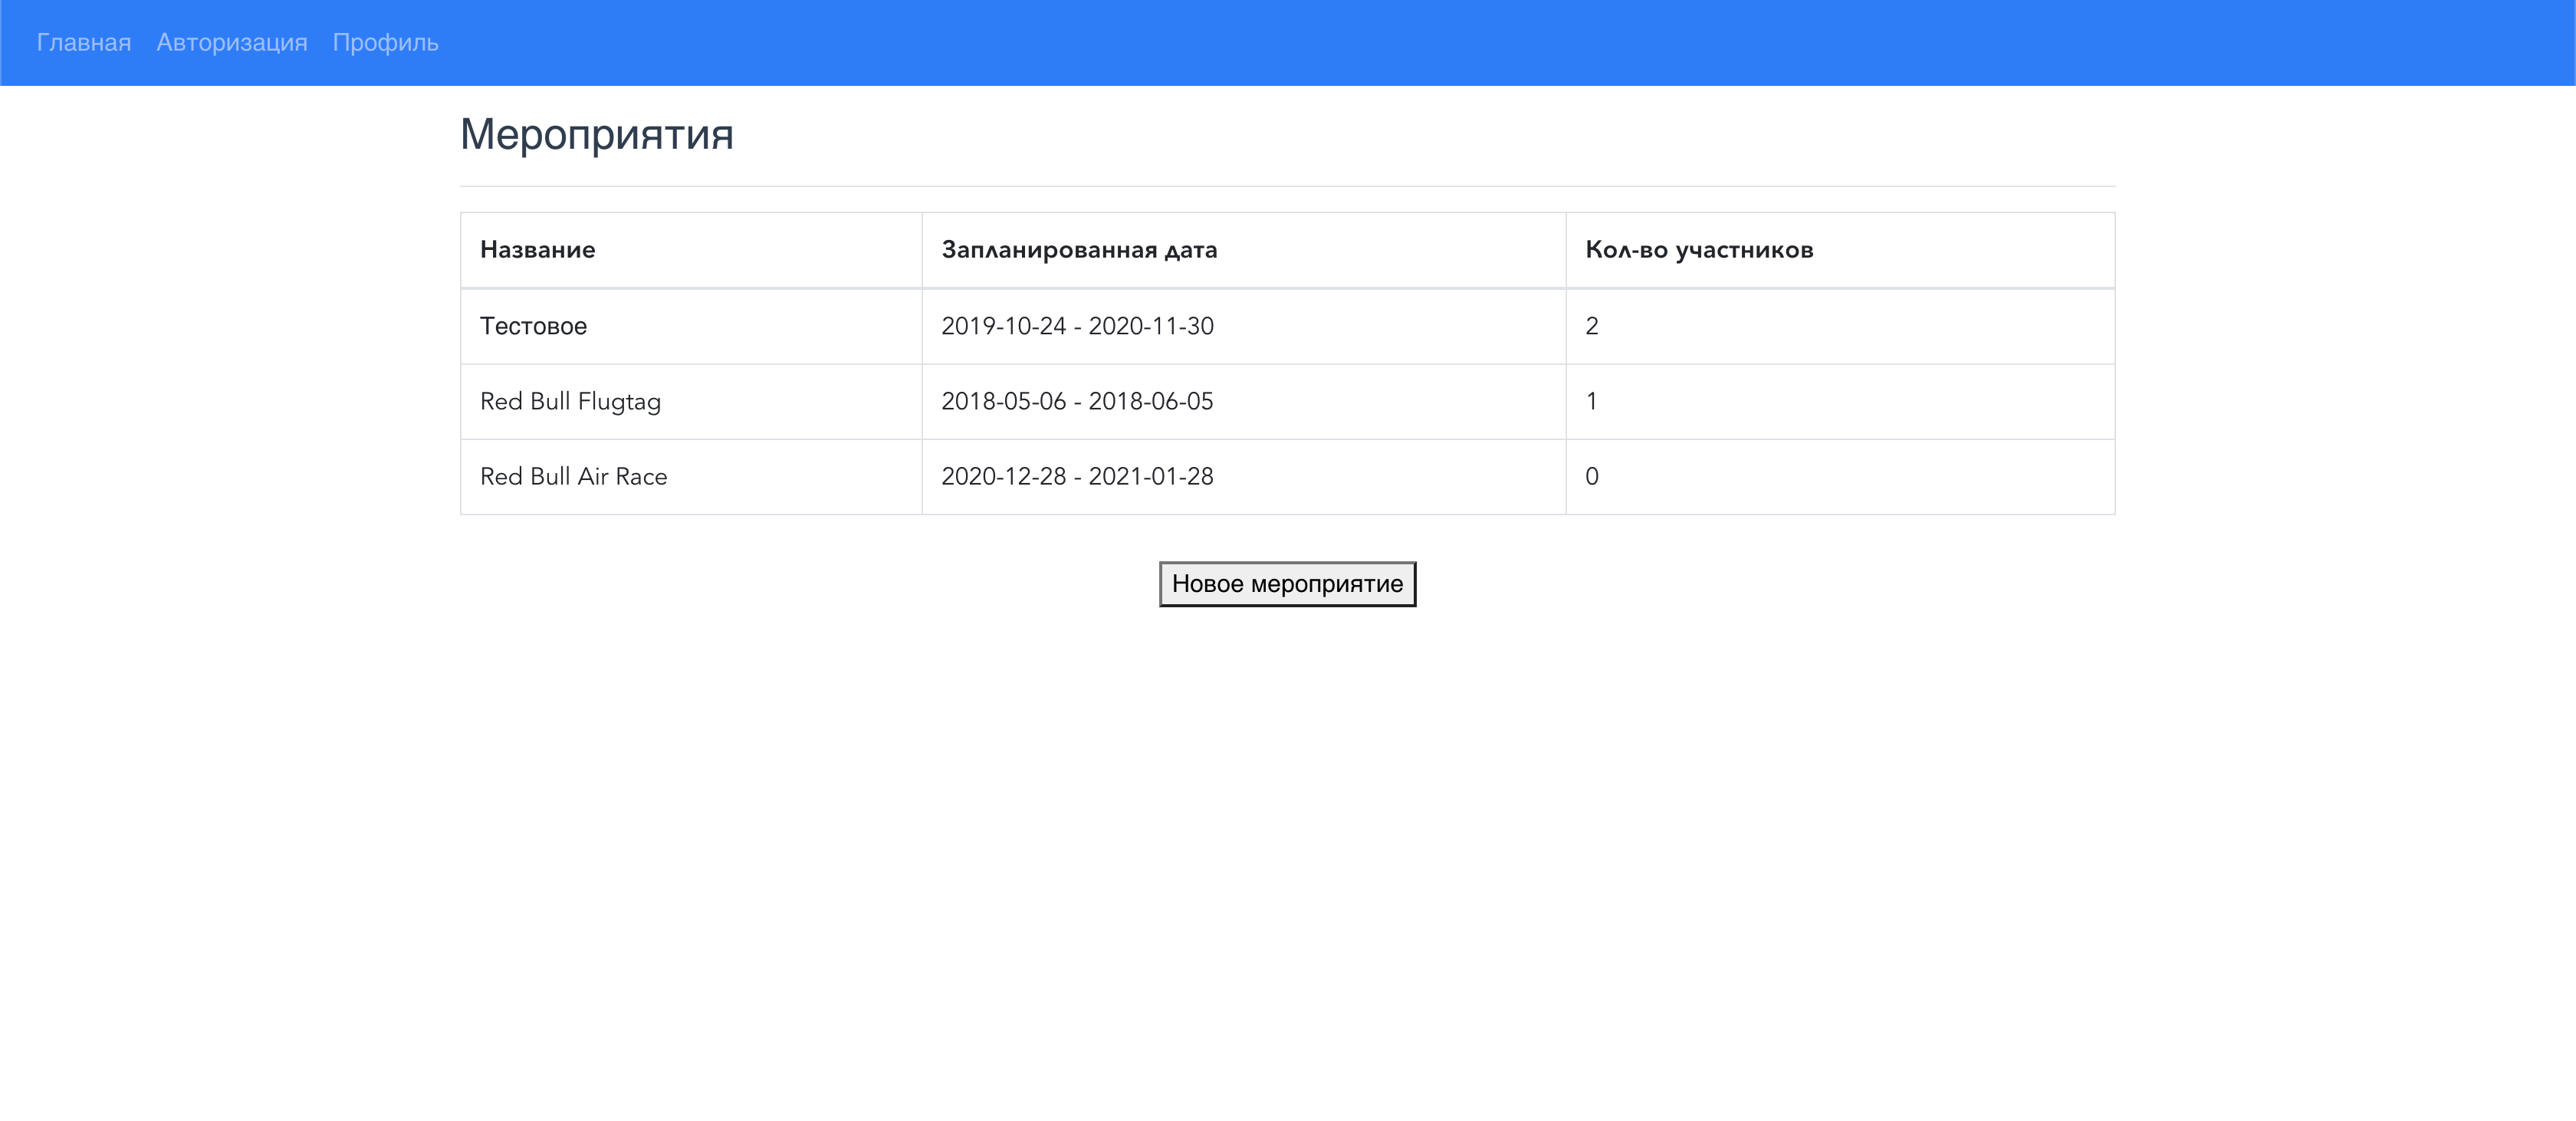 Главная Авторизация Профиль
Мероприятия
Название Запланированная дата Кол-во участников
Тестовое 2019-10-24 - 2020-11-30 2
Red Bull Flugtag 2018-05-06 - 2018-06-05 1
Red Bull Air Race 2020-12-28 - 2021-01-28 0
Новое мероприятие